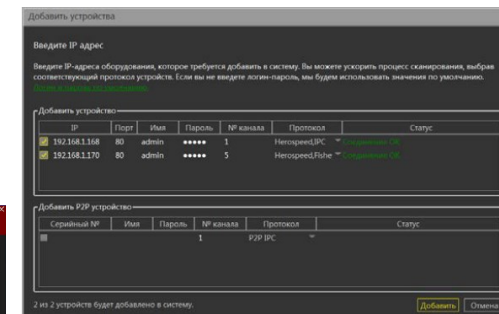 Добавить устройства
Введите IP адрес
Введите IP-адреса оборудования, которое требуется добавить в систему. Вы можете ускорить процесс сканирования, выбрав
соответствующий протокол устройств. Если вы не введете логин-пароль, мы будем использовать значения по умолчанию.
Добавить устройство
IP Порт Имя Пароль № канала Протокол Статус
192.168.1.168 80 admin ●●●●● 1 Herospeed,IPC Соединение OK
192.168.1.170 80 admin ●●●●● 5 Herospeed,Fishe Соединение OK
Добавить P2P устройство
Серийный № Имя Пароль № канала Протокол Статус
1 P2P IPC
2 из 2 устройств будет добавлено в систему.
Добавить Отмена